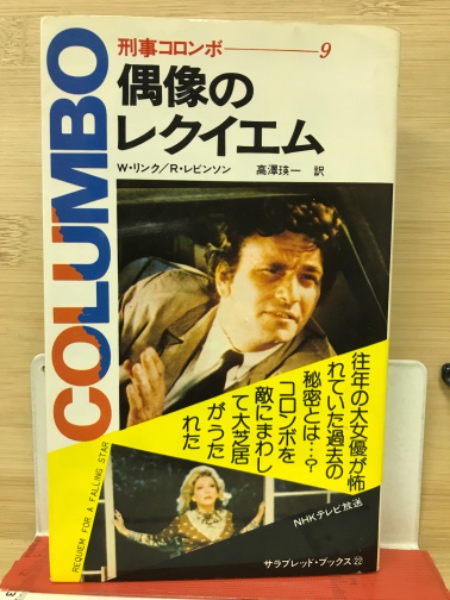 COLUMBO
刑事コロンボ——9
偶像の
レクイエム
W・リンク／R・レビンソン 高澤瑛一 訳
往年の大女優が怖
れていた過去の
秘密とは…?
コロンボを
敵にまわし
て大芝居
がうた
れた
REQUIEM FOR A FALLING STAR
NHKテレビ放送
サラブレッド・ブックス㉒